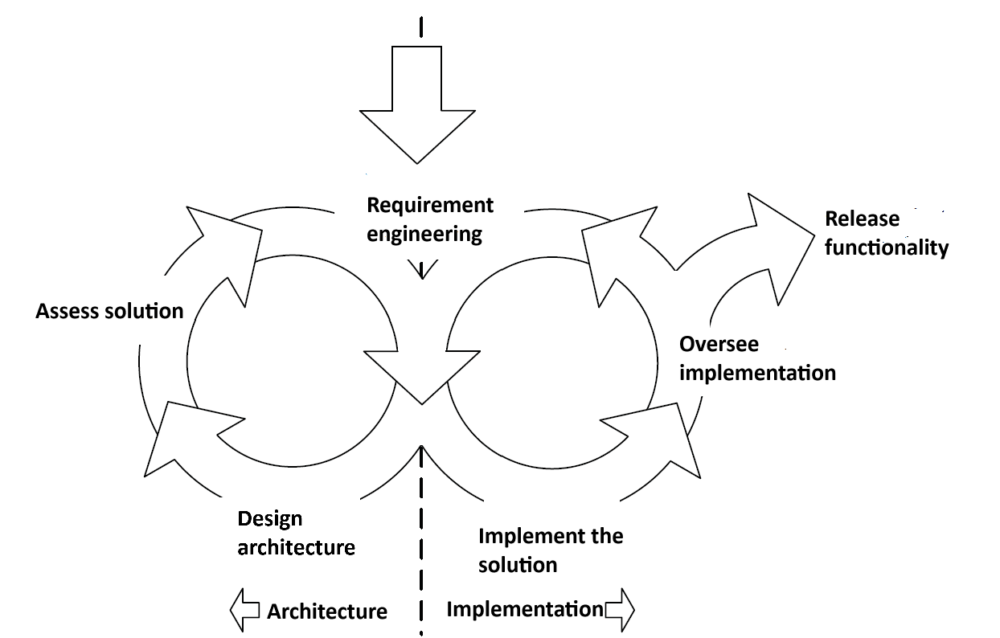 Requirement
engineering
Release
functionality
Assess solution
Oversee
implementation
Design
architecture
Implement the
solution
Architecture
Implementation